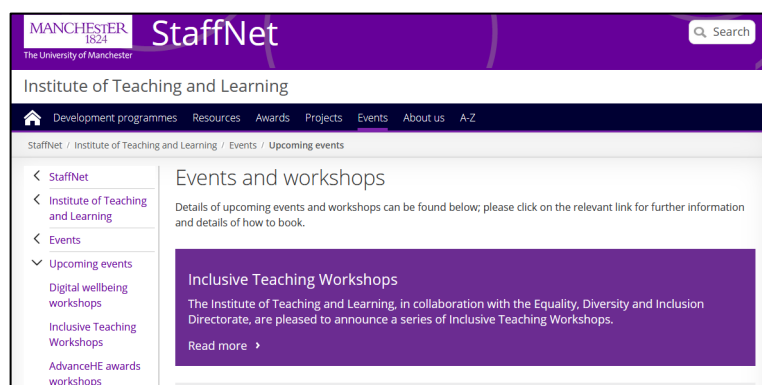 MANCHESTER
1824
The University of Manchester
StaffNet
Search
Institute of Teaching and Learning
Development programmes Resources Awards Projects Events About us A-Z
StaffNet / Institute of Teaching and Learning / Events / Upcoming events
StaffNet
Institute of Teaching
and Learning
Events
Upcoming events
Digital wellbeing
workshops
Inclusive Teaching
Workshops
AdvanceHE awards
workshops
Events and workshops
Details of upcoming events and workshops can be found below; please click on the relevant link for further information
and details of how to book.
Inclusive Teaching Workshops
The Institute of Teaching and Learning, in collaboration with the Equality, Diversity and Inclusion
Directorate, are pleased to announce a series of Inclusive Teaching Workshops.
Read more